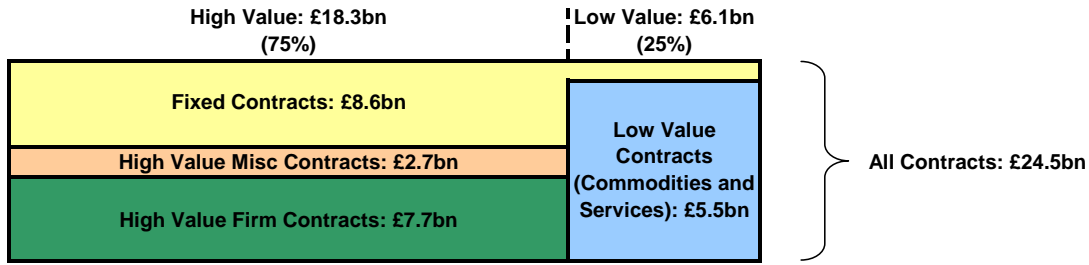 High Value: £18.3bn
(75%)
Low Value: £6.1bn
(25%)
Fixed Contracts: £8.6bn
High Value Misc Contracts: £2.7bn
High Value Firm Contracts: £7.7bn
Low Value
Contracts
(Commodities and
Services): £5.5bn
All Contracts: £24.5bn